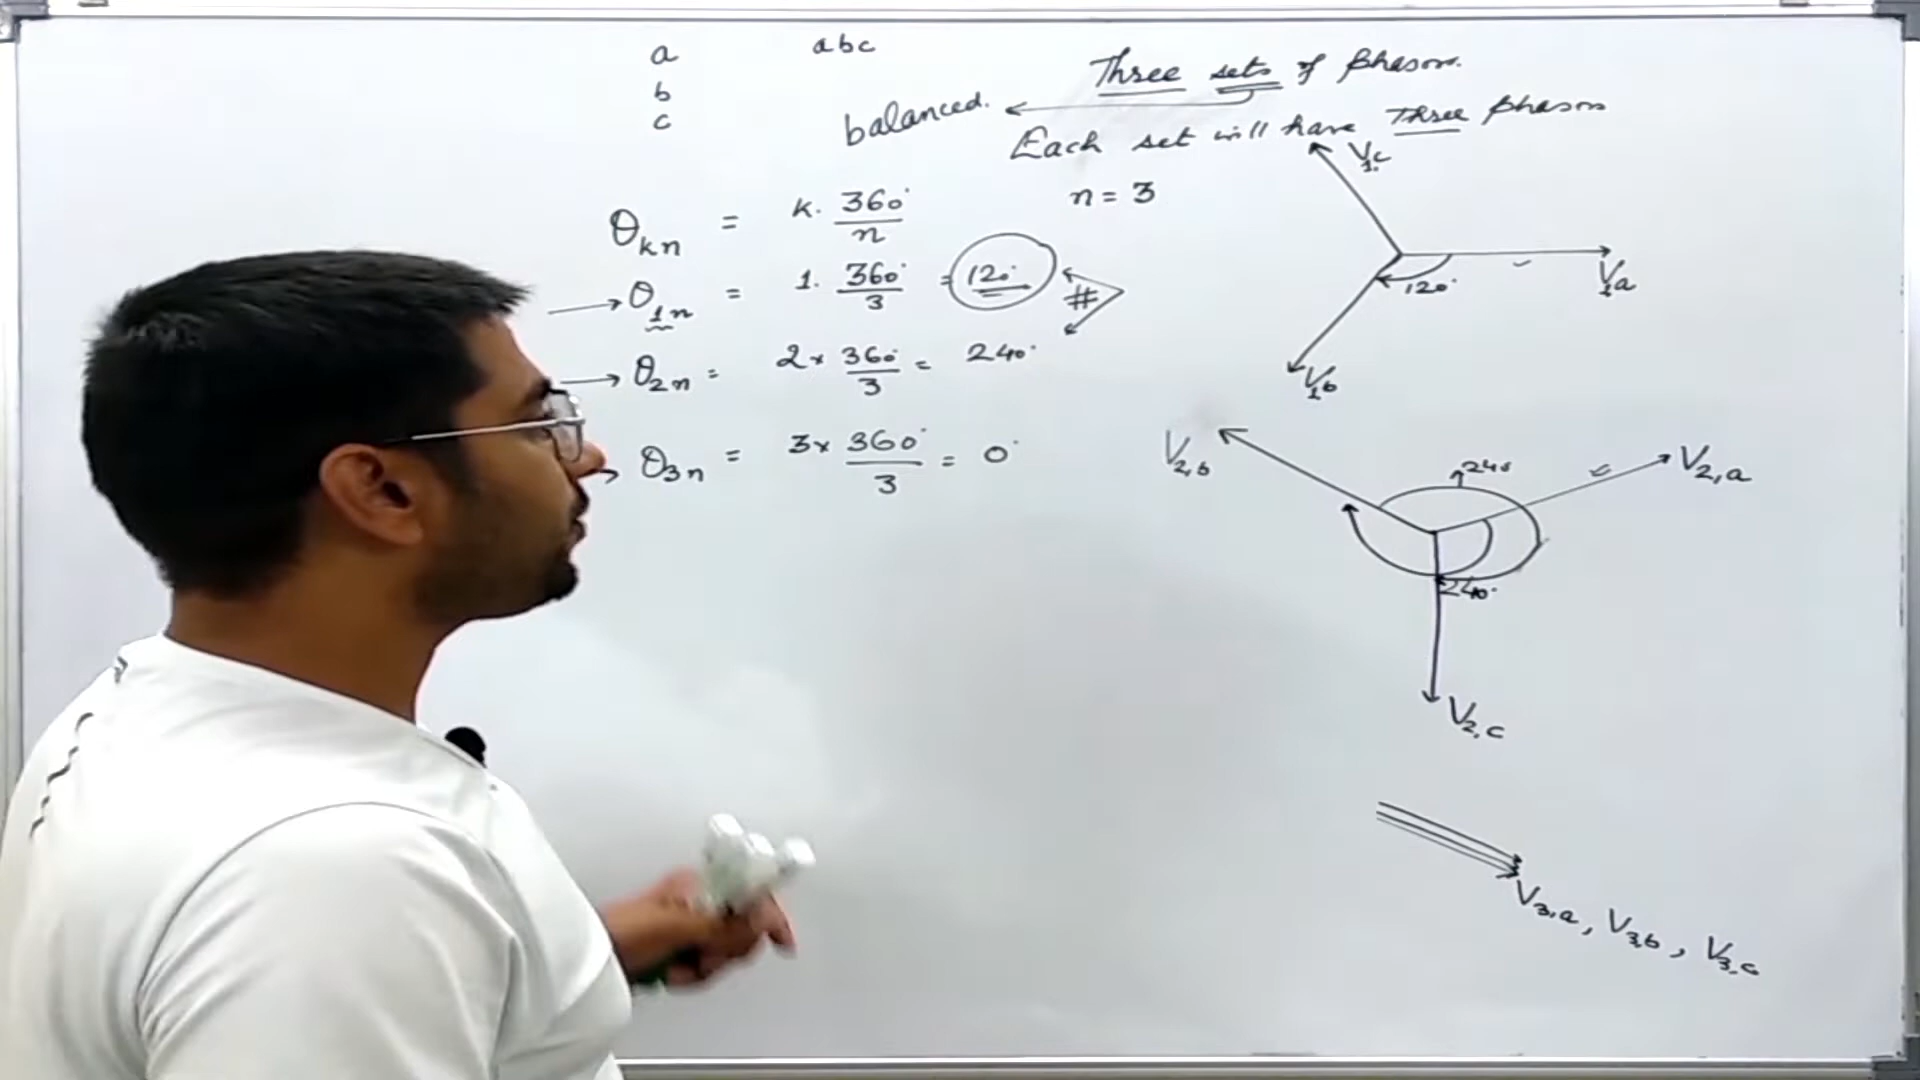 a
b
c
abc
Three sets of phasors.
balanced.
Each set will have Three phasors
θkn = k. 360°/n
n = 3
θ1n = 1. 360°/3 = 120°
#
θ2n = 2 × 360°/3 = 240°
θ3n = 3 × 360°/3 = 0°
V1c
V1a
120°
V1b
V2,b
240
V2,a
240°
V2,c
V3,a, V3,b, V3,c